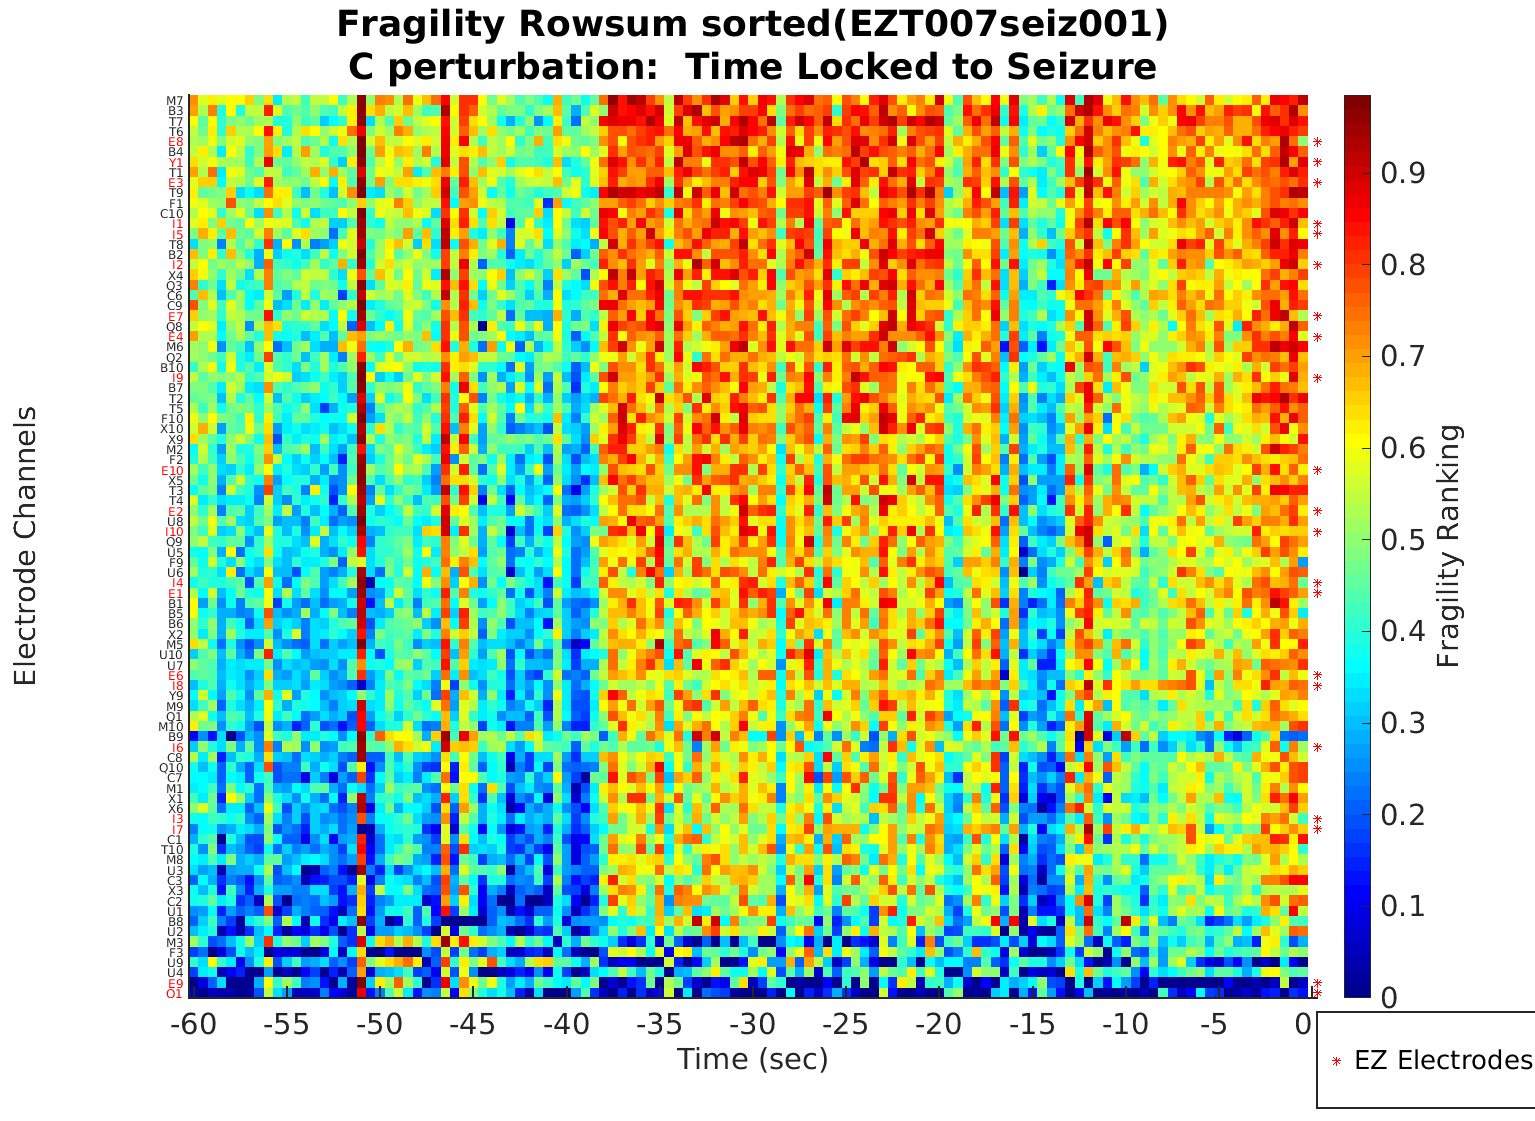 Fragility Rowsum sorted(EZT007seiz001)
C perturbation:  Time Locked to Seizure
Electrode Channels
M7
B3
T7
T6
E8
B4
Y1
T1
E3
T9
F1
C10
I1
I5
T8
B2
I2
X4
Q3
C6
C9
E7
Q8
E4
M6
Q2
B10
I9
B7
T2
T5
F10
X10
X9
M2
F2
E10
X5
T3
T4
E2
U8
I10
Q9
U5
F9
U6
I4
E1
B1
B5
B6
X2
M5
U10
U7
E6
I8
Y9
M9
Q1
M10
B9
I6
C8
Q10
C7
M1
X1
X6
I3
I7
C1
T10
M8
U3
C3
X3
C2
U1
B8
U2
M3
F3
U9
U4
E9
O1
-60 -55 -50 -45 -40 -35 -30 -25 -20 -15 -10 -5 0
Time (sec)
0.9
0.8
0.7
0.6
0.5
0.4
0.3
0.2
0.1
0
Fragility Ranking
EZ Electrodes